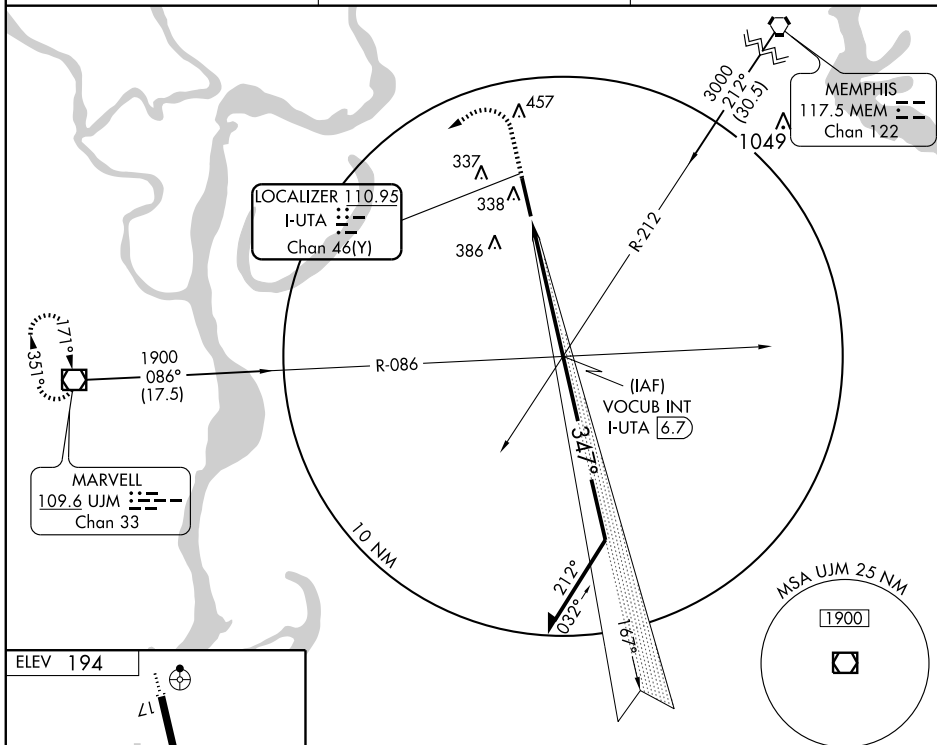 457
337
338
386
LOCALIZER 110.95
I-UTA
Chan 46(Y)
3000
212°
(30.5)
MEMPHIS
117.5 MEM
Chan 122
1049
R-212
171°
351°
1900
086°
(17.5)
R-086
(IAF)
VOCUB INT
I-UTA 6.7
347°
MARVELL
109.6 UJM
Chan 33
10 NM
212°
032°
167°
MSA UJM 25 NM
1900
ELEV 194
17